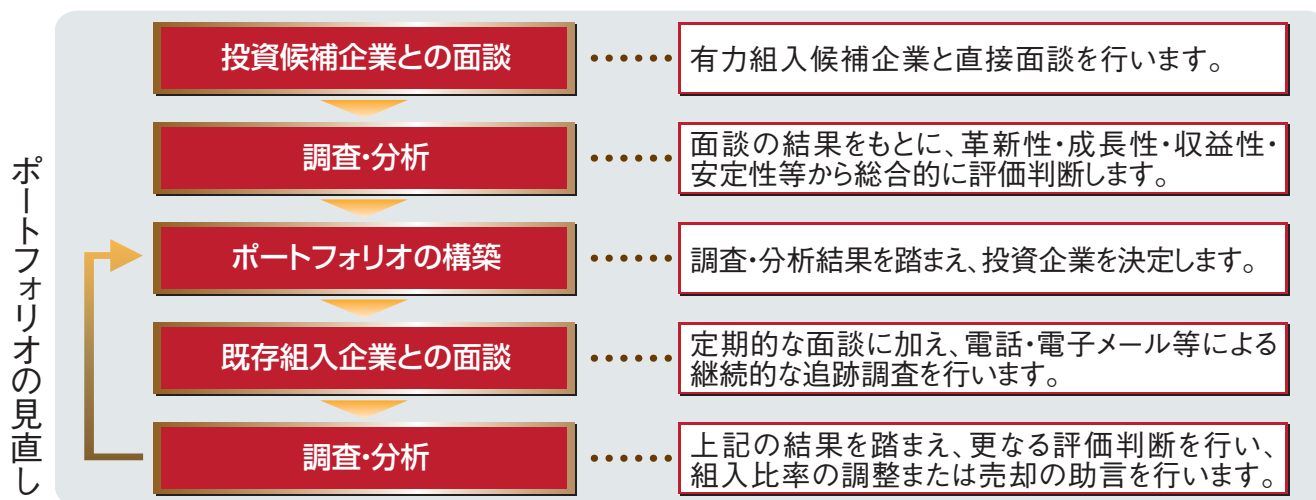 投資候補企業との面談
有力組入候補企業と直接面談を行います。
調査・分析
面談の結果をもとに、革新性・成長性・収益性・
安定性等から総合的に評価判断します。
ポートフォリオの構築
調査・分析結果を踏まえ、投資企業を決定します。
既存組入企業との面談
定期的な面談に加え、電話・電子メール等による
継続的な追跡調査を行います。
調査・分析
上記の結果を踏まえ、更なる評価判断を行い、
組入比率の調整または売却の助言を行います。
ポートフォリオの見直し